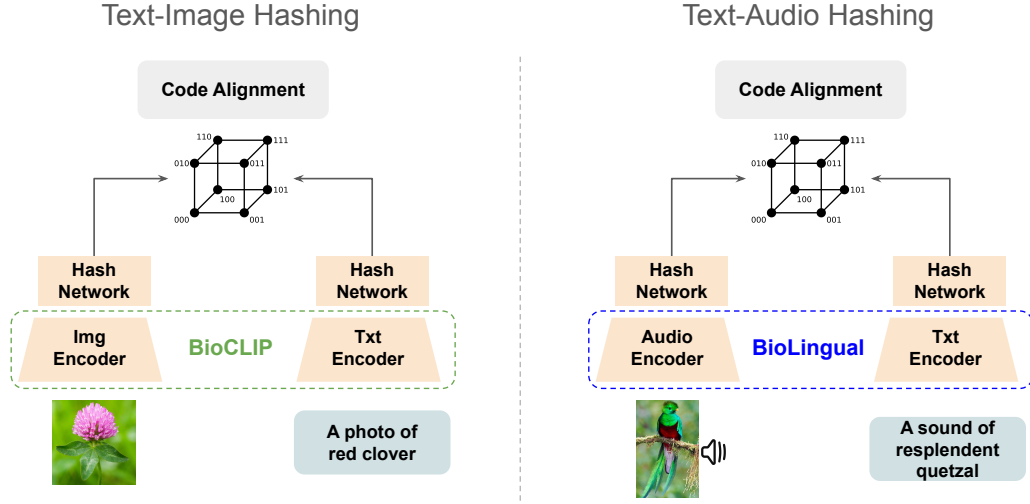 Text-Image Hashing
Code Alignment
110
111
010
011
100
101
000
001
Hash
Network
Hash
Network
Img
Encoder
BioCLIP
Txt
Encoder
A photo of
red clover
Text-Audio Hashing
Code Alignment
110
111
010
011
100
101
000
001
Hash
Network
Hash
Network
Audio
Encoder
BioLingual
Txt
Encoder
A sound of
resplendent
quetzal